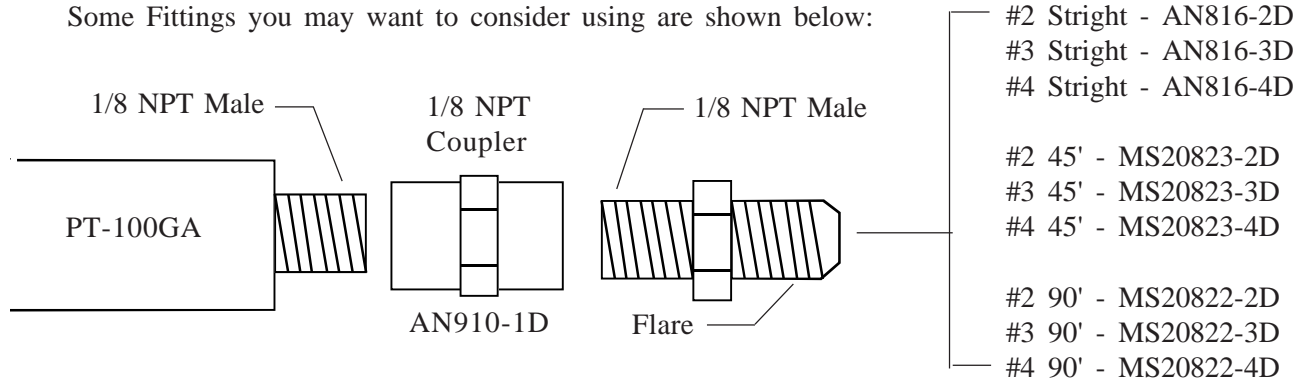 Some Fittings you may want to consider using are shown below:
1/8 NPT Male
1/8 NPT
Coupler
1/8 NPT Male
PT-100GA
AN910-1D
Flare
#2 Stright - AN816-2D
#3 Stright - AN816-3D
#4 Stright - AN816-4D
#2 45' - MS20823-2D
#3 45' - MS20823-3D
#4 45' - MS20823-4D
#2 90' - MS20822-2D
#3 90' - MS20822-3D
#4 90' - MS20822-4D